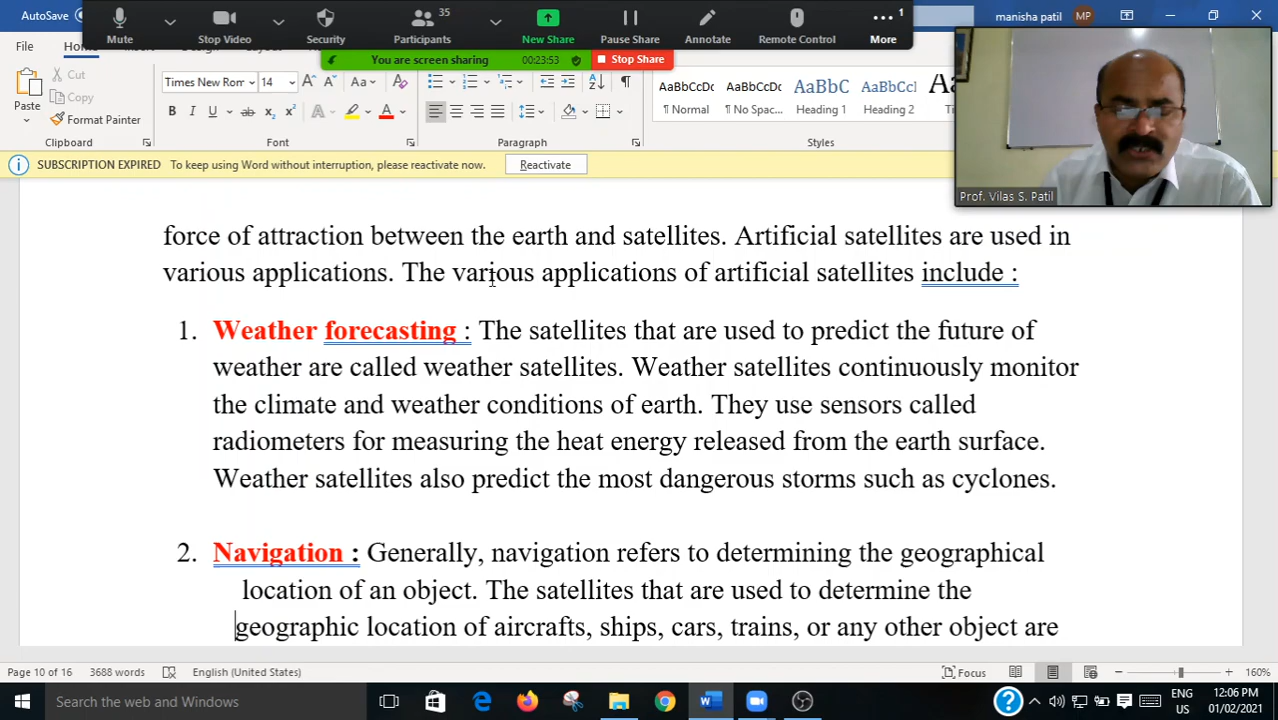 AutoSave
Mute
Stop Video
Security
35
Participants
New Share
Pause Share
Annotate
Remote Control
1
More
manisha patil
MP
You are screen sharing
00:23:53
Stop Share
File
Paste
Cut
Copy
Format Painter
Times New Rom
14
Aa
B I U ab x₂ x²
A
Font
Paragraph
AaBbCcDc
¶ Normal
AaBbCcDc
¶ No Spac...
AaBbC
Heading 1
AaBbCcl
Heading 2
Styles
Prof. Vilas S. Patil
SUBSCRIPTION EXPIRED To keep using Word without interruption, please reactivate now. Reactivate
force of attraction between the earth and satellites. Artificial satellites are used in
various applications. The various applications of artificial satellites include :
1. Weather forecasting : The satellites that are used to predict the future of
weather are called weather satellites. Weather satellites continuously monitor
the climate and weather conditions of earth. They use sensors called
radiometers for measuring the heat energy released from the earth surface.
Weather satellites also predict the most dangerous storms such as cyclones.
2. Navigation : Generally, navigation refers to determining the geographical
location of an object. The satellites that are used to determine the
geographic location of aircrafts, ships, cars, trains, or any other object are
Page 10 of 16 3688 words English (United States) Focus 160%
Search the web and Windows
ENG
US
12:06 PM
01/02/2021